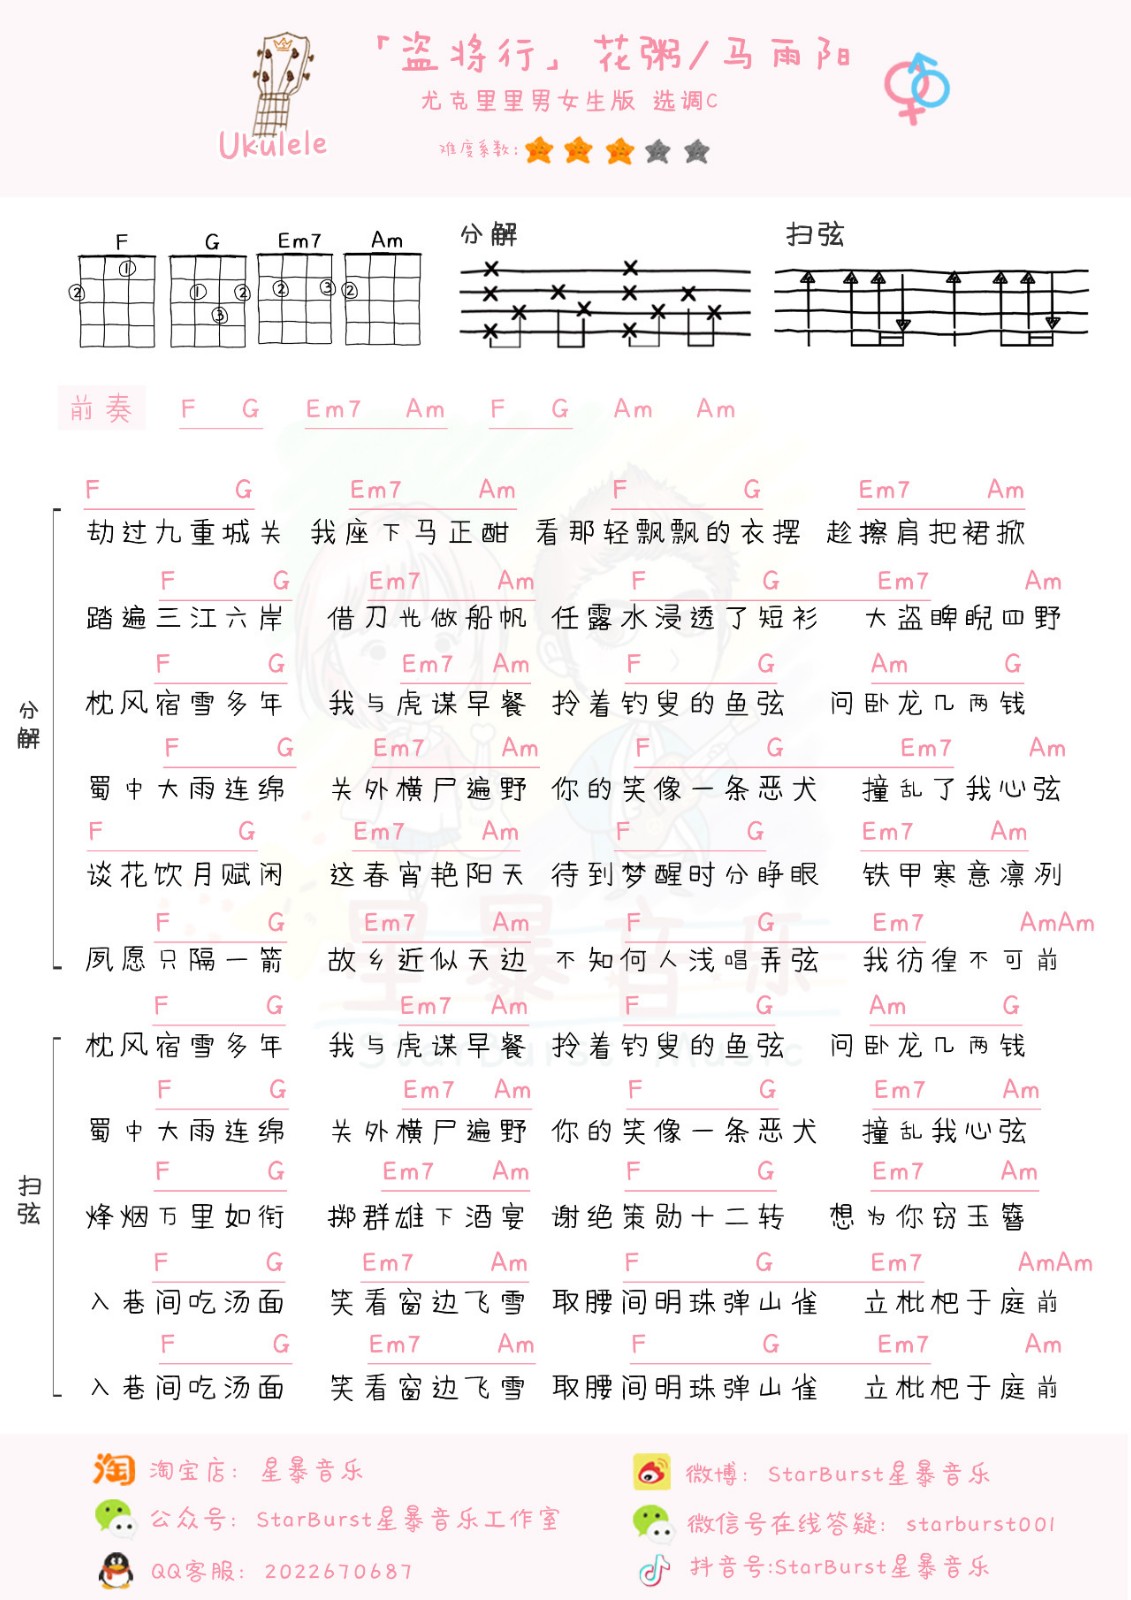 「盗将行」花粥/马雨阳
尤克里里男女生版 选调C
Ukulele
难度系数:
F G Em7 Am 分解 扫弦
前奏 F G Em7 Am F G Am Am
F G Em7 Am F G Em7 Am
劫过九重城关 我座下马正酣 看那轻飘飘的衣摆 趁擦肩把裙掀
F G Em7 Am F G Em7 Am
踏遍三江六岸 借刀光做船帆 任露水浸透了短衫 大盗睥睨四野
F G Em7 Am F G Am G
枕风宿雪多年 我与虎谋早餐 拎着钓叟的鱼弦 问卧龙几两钱
分解
F G Em7 Am F G Em7 Am
蜀中大雨连绵 关外横尸遍野 你的笑像一条恶犬 撞乱了我心弦
F G Em7 Am F G Em7 Am
谈花饮月赋闲 这春宵艳阳天 待到梦醒时分睁眼 铁甲寒意凛冽
F G Em7 Am F G Em7 AmAm
夙愿只隔一箭 故乡近似天边 不知何人浅唱弄弦 我彷徨不可前
星暴音乐
StarBurst Music
F G Em7 Am F G Am G
枕风宿雪多年 我与虎谋早餐 拎着钓叟的鱼弦 问卧龙几两钱
F G Em7 Am F G Em7 Am
蜀中大雨连绵 关外横尸遍野 你的笑像一条恶犬 撞乱我心弦
扫弦
F G Em7 Am F G Em7 Am
烽烟万里如衔 掷群雄下酒宴 谢绝策勋十二转 想为你窃玉簪
F G Em7 Am F G Em7 AmAm
入巷间吃汤面 笑看窗边飞雪 取腰间明珠弹山雀 立枇杷于庭前
F G Em7 Am F G Em7 Am
入巷间吃汤面 笑看窗边飞雪 取腰间明珠弹山雀 立枇杷于庭前
淘 淘宝店: 星暴音乐
微博: StarBurst星暴音乐
公众号: StarBurst星暴音乐工作室
微信号在线答疑: starburst001
QQ客服: 2022670687
抖音号:StarBurst星暴音乐